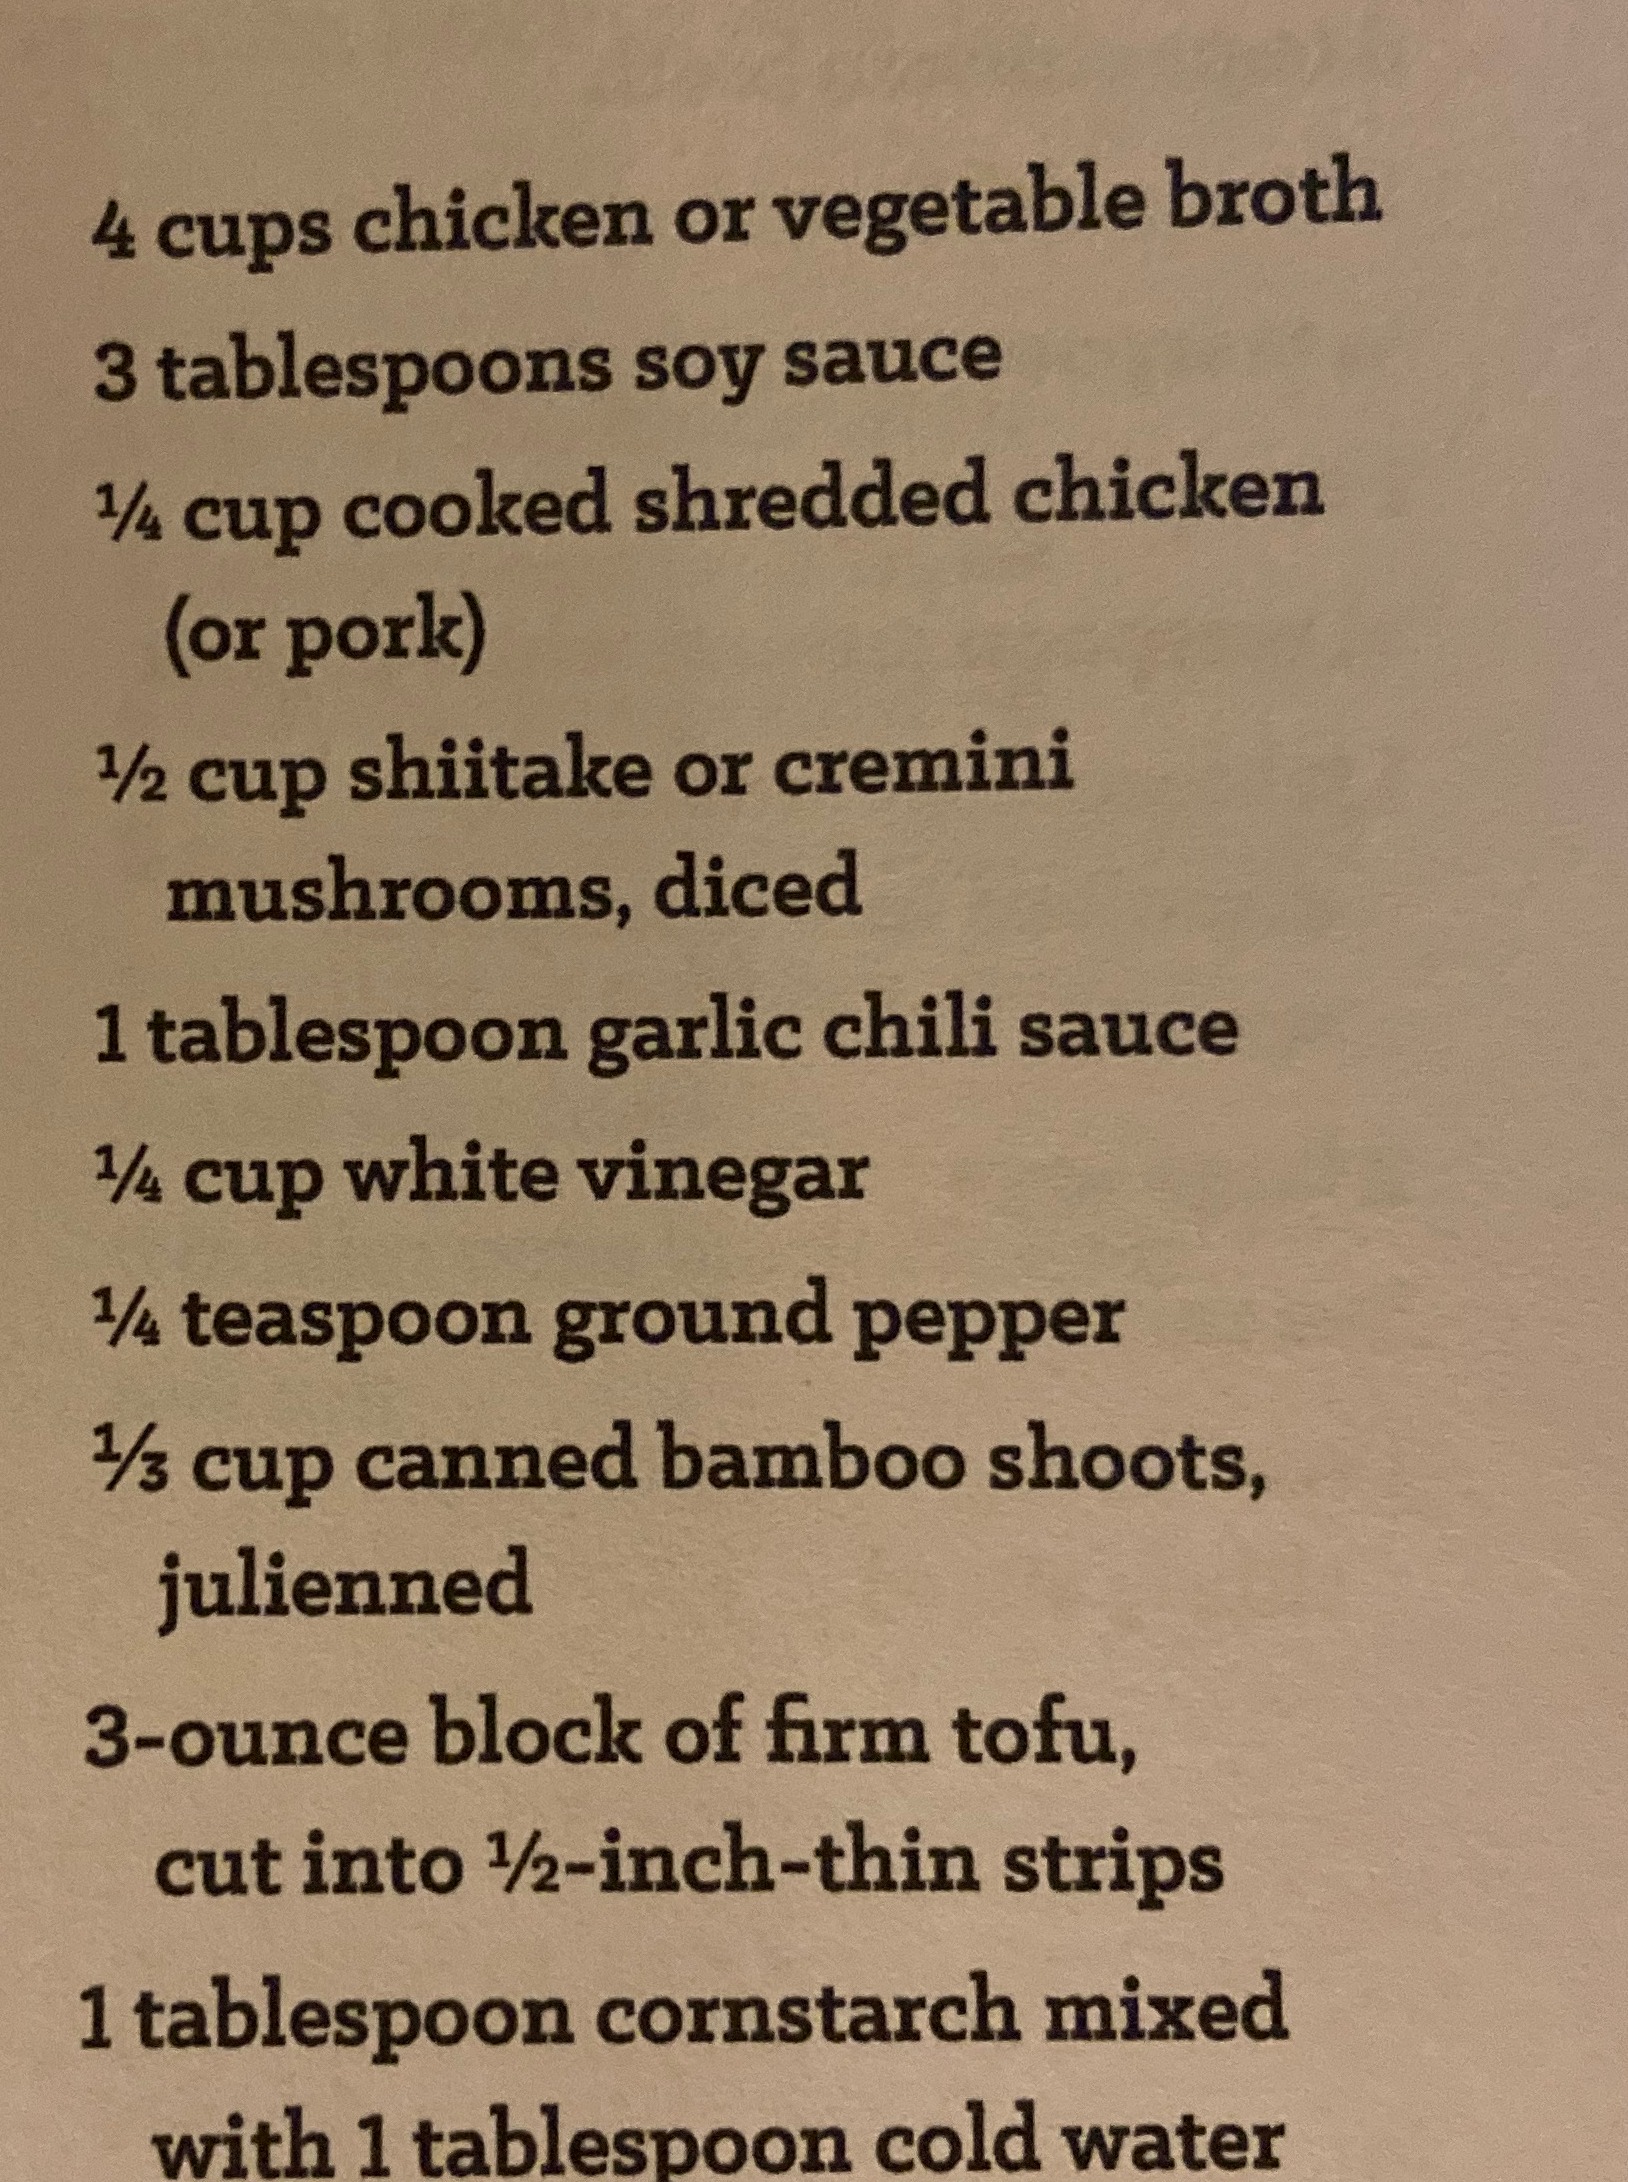 4 cups chicken or vegetable broth
3 tablespoons soy sauce
¼ cup cooked shredded chicken
(or pork)
½ cup shiitake or cremini
mushrooms, diced
1 tablespoon garlic chili sauce
¼ cup white vinegar
¼ teaspoon ground pepper
⅓ cup canned bamboo shoots,
julienned
3-ounce block of firm tofu,
cut into ½-inch-thin strips
1 tablespoon cornstarch mixed
with 1 tablespoon cold water